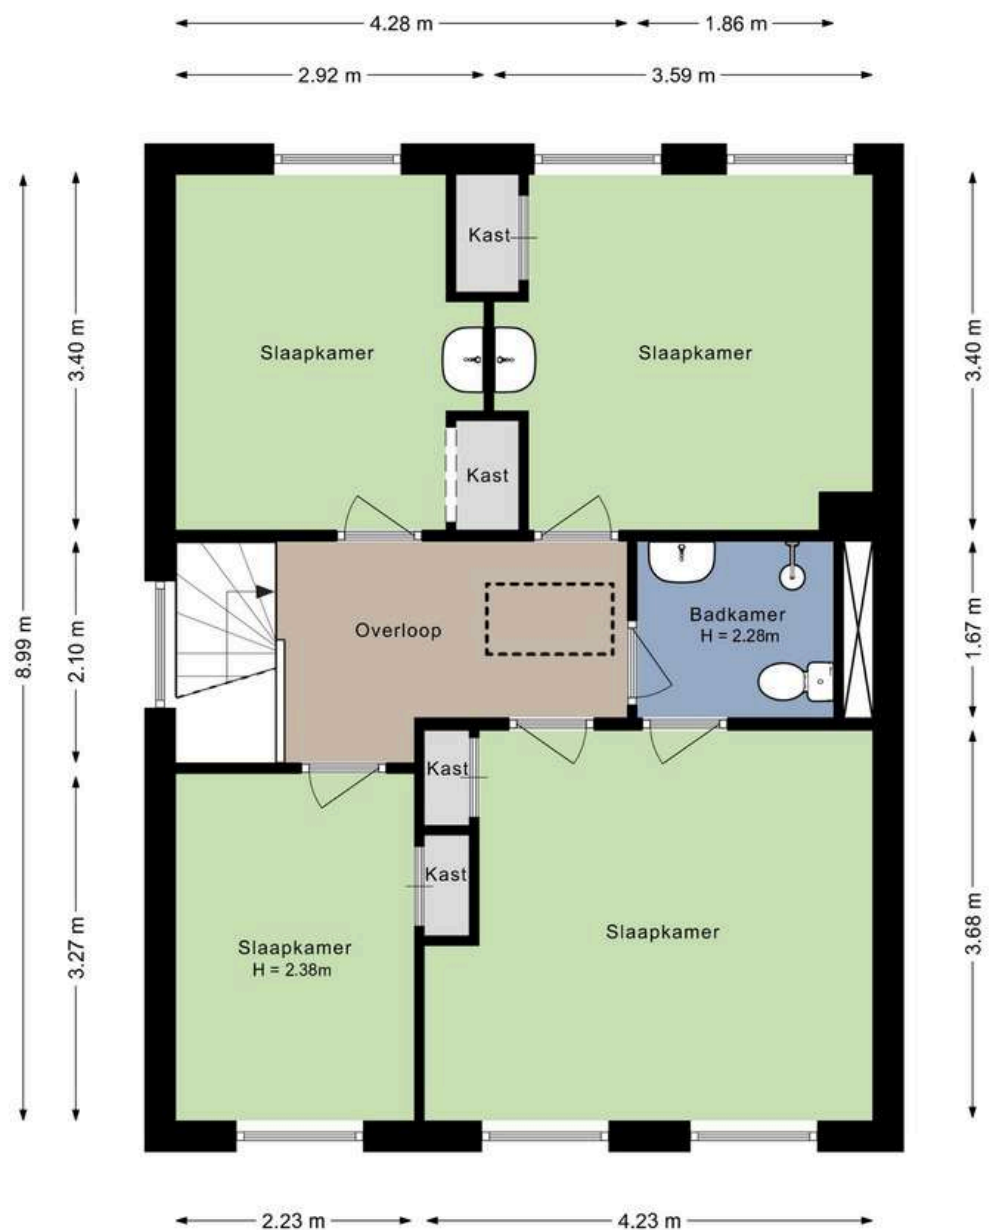 4.28 m
1.86 m
2.92 m
3.59 m
Kast
3.40 m
Slaapkamer
Slaapkamer
3.40 m
Kast
8.99 m
2.10 m
Overloop
Badkamer
H = 2.28m
1.67 m
Kast
Kast
3.27 m
Slaapkamer
H = 2.38m
Slaapkamer
3.68 m
2.23 m
4.23 m